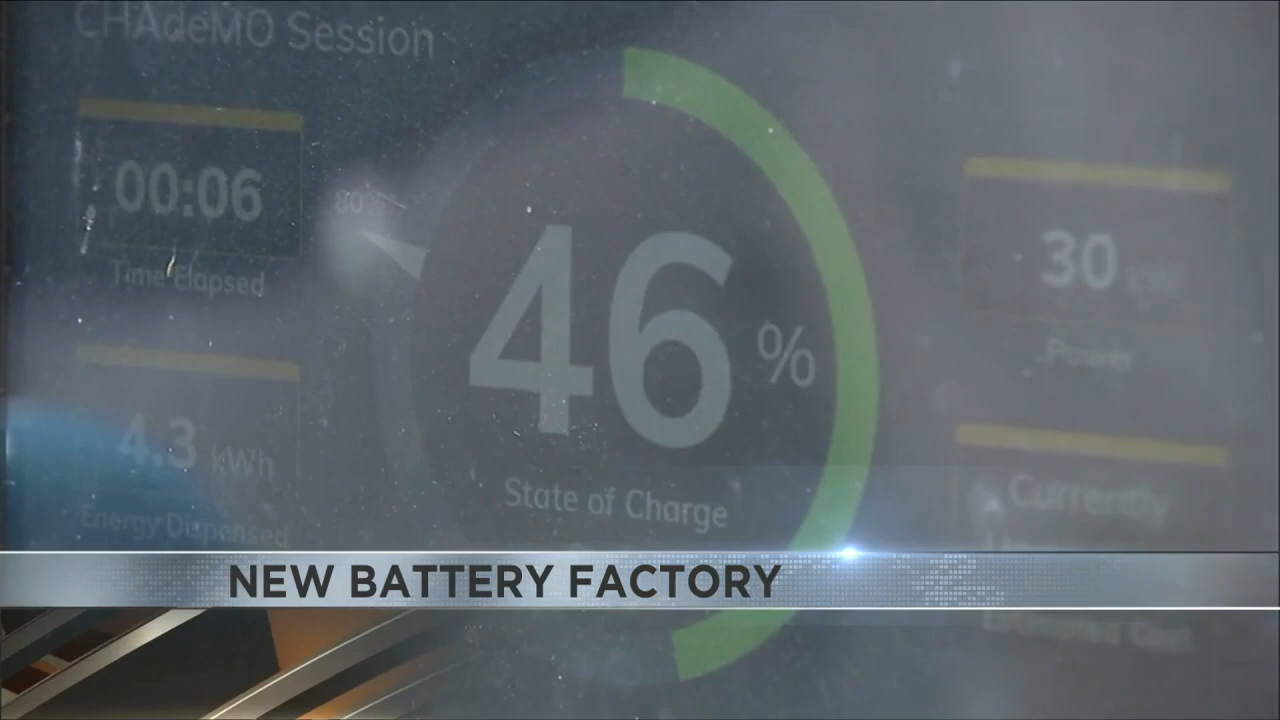 CHAdeMO Session
00:06
Time Elapsed
80%
4.3 kWh
Energy Dispensed
46 %
State of Charge
30 kW
Power
Currently
NEW BATTERY FACTORY